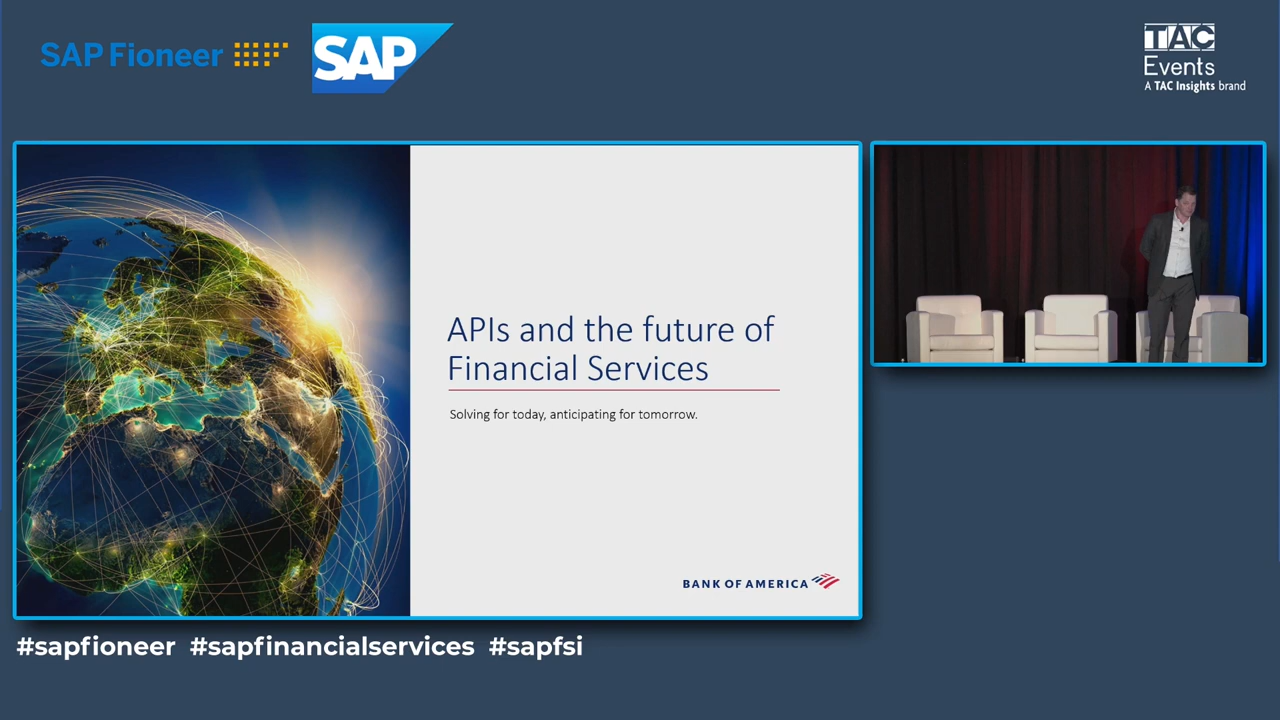 SAP Fioneer
SAP
TAC
Events
A TAC Insights brand
APIs and the future of
Financial Services
Solving for today, anticipating for tomorrow.
BANK OF AMERICA
#sapfioneer #sapfinancialservices #sapfsi